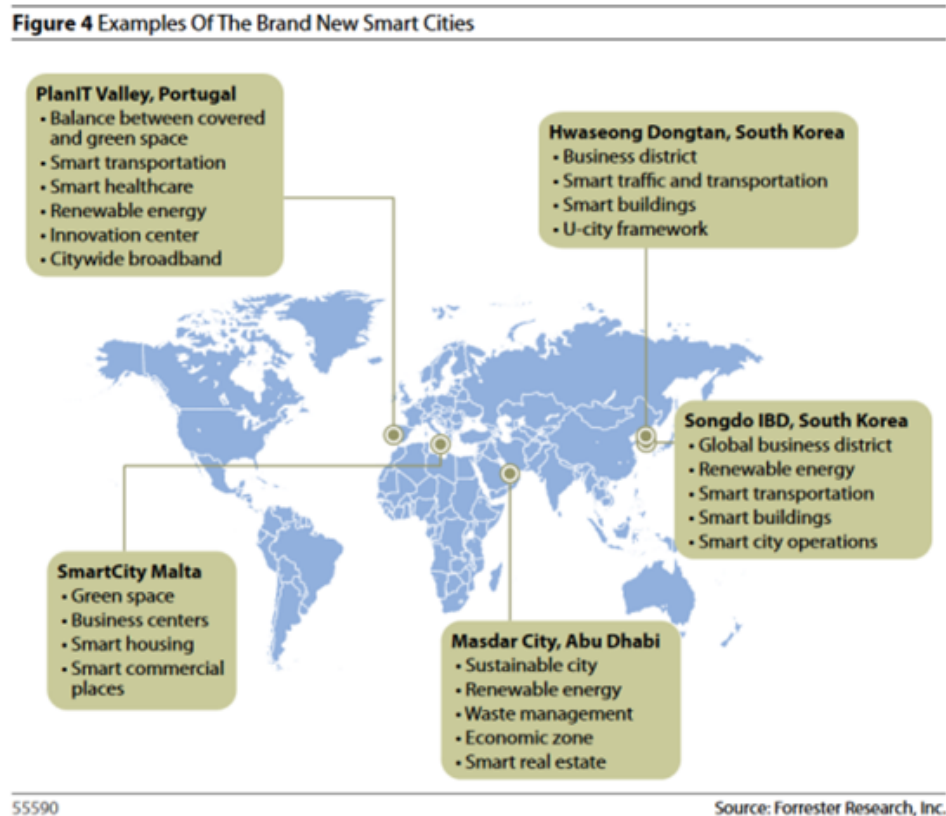 Figure 4 Examples Of The Brand New Smart Cities
PlanIT Valley, Portugal
• Balance between covered
and green space
• Smart transportation
• Smart healthcare
• Renewable energy
• Innovation center
• Citywide broadband
Hwaseong Dongtan, South Korea
• Business district
• Smart traffic and transportation
• Smart buildings
• U-city framework
Songdo IBD, South Korea
• Global business district
• Renewable energy
• Smart transportation
• Smart buildings
• Smart city operations
SmartCity Malta
• Green space
• Business centers
• Smart housing
• Smart commercial
places
Masdar City, Abu Dhabi
• Sustainable city
• Renewable energy
• Waste management
• Economic zone
• Smart real estate
55590
Source: Forrester Research, Inc.